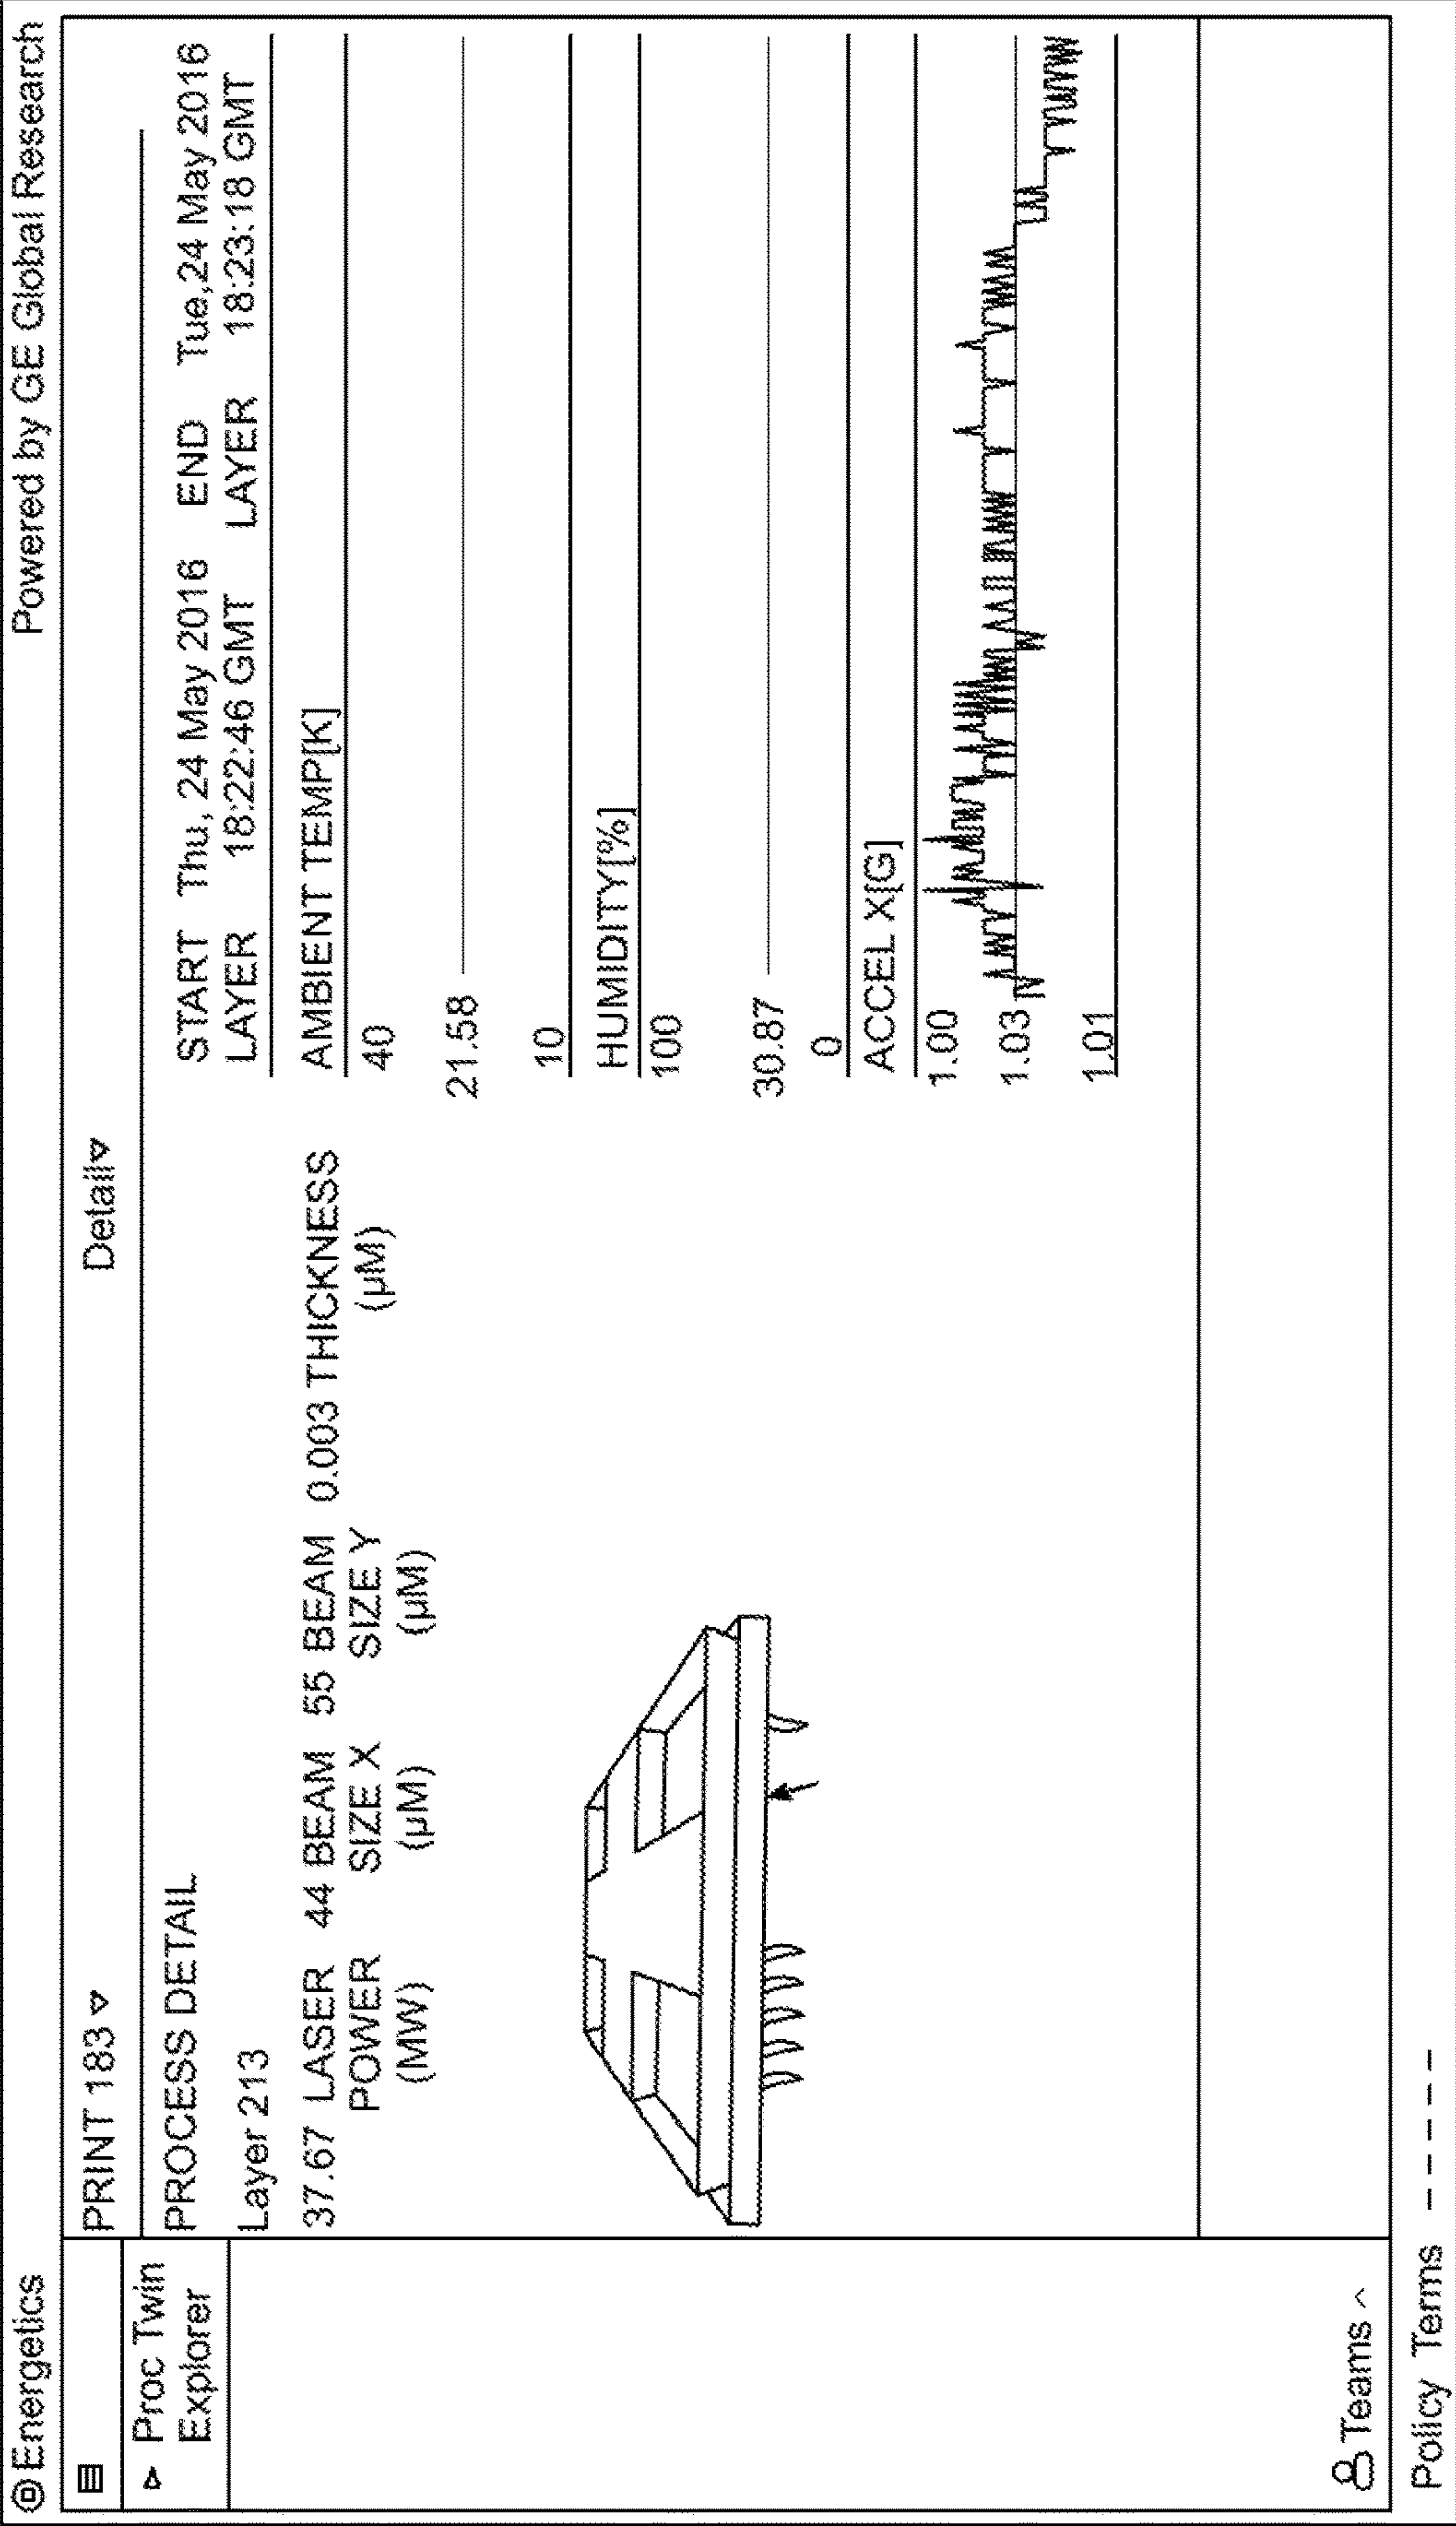 Energetics
Powered by GE Global Research
PRINT 183
Detail
Proc Twin
Explorer
PROCESS DETAIL
Layer 213
37.67 LASER 44 BEAM 55 BEAM 0.003 THICKNESS
POWER SIZE X SIZE Y (µM)
(MW) (µM) (µM)
START Thu, 24 May 2016 END Tue,24 May 2016
LAYER 18:22:46 GMT LAYER 18:23:18 GMT
AMBIENT TEMP[K]
40
21.58
10
HUMIDITY[%]
100
30.87
0
ACCEL X[G]
1.00
1.03
1.01
Teams ^
Policy Terms - - - - -